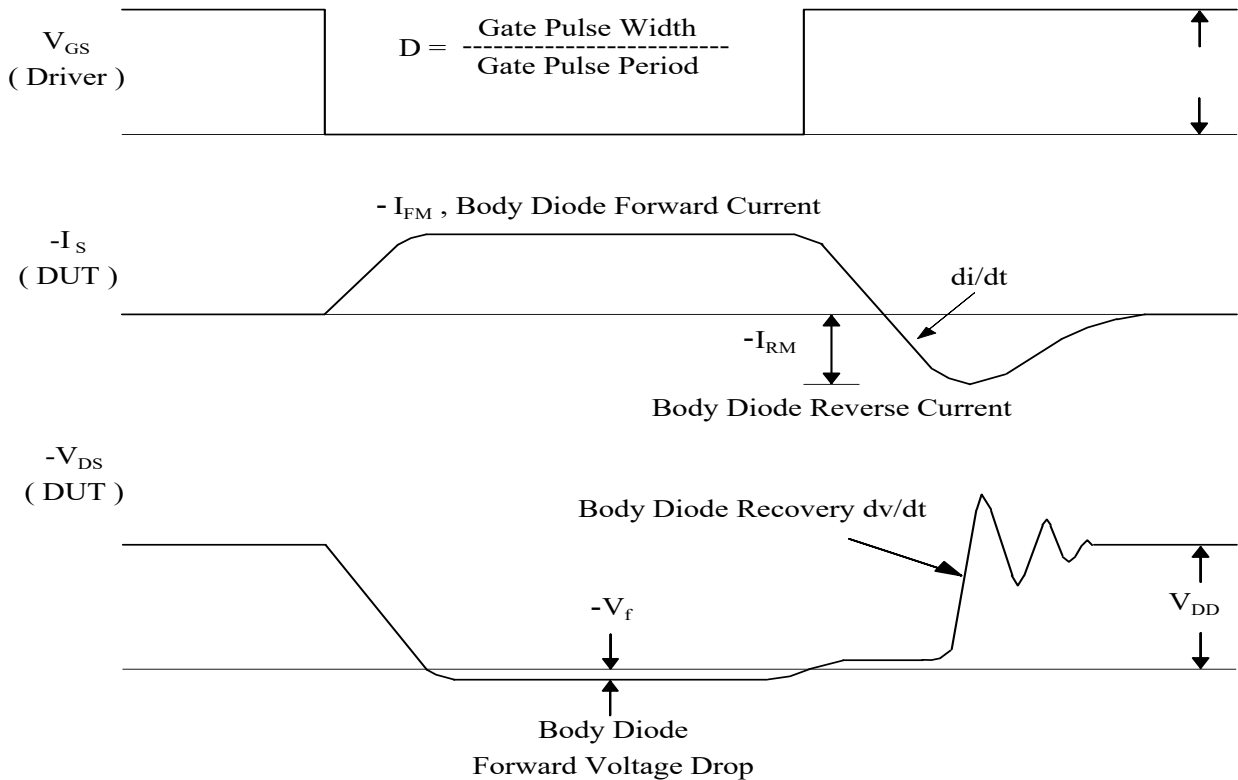 V_GS
( Driver )
D = Gate Pulse Width
Gate Pulse Period
- I_FM , Body Diode Forward Current
-I_S
( DUT )
di/dt
-I_RM
Body Diode Reverse Current
-V_DS
( DUT )
Body Diode Recovery dv/dt
-V_f
V_DD
Body Diode
Forward Voltage Drop